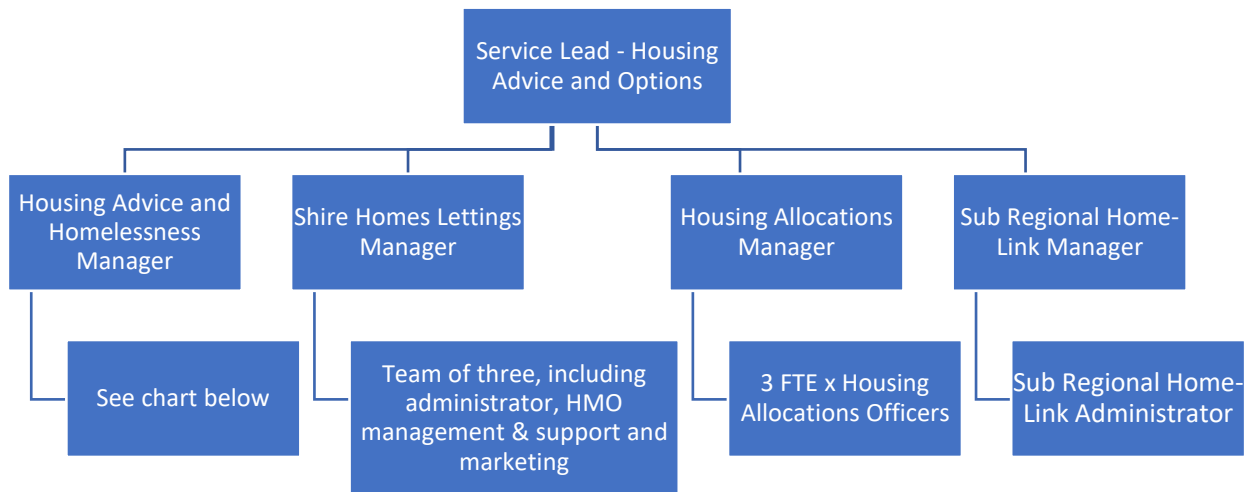 Service Lead - Housing
Advice and Options
Housing Advice and
Homelessness
Manager
Shire Homes Lettings
Manager
Housing Allocations
Manager
Sub Regional Home-
Link Manager
See chart below
Team of three, including
administrator, HMO
management & support and
marketing
3 FTE x Housing
Allocations Officers
Sub Regional Home-
Link Administrator